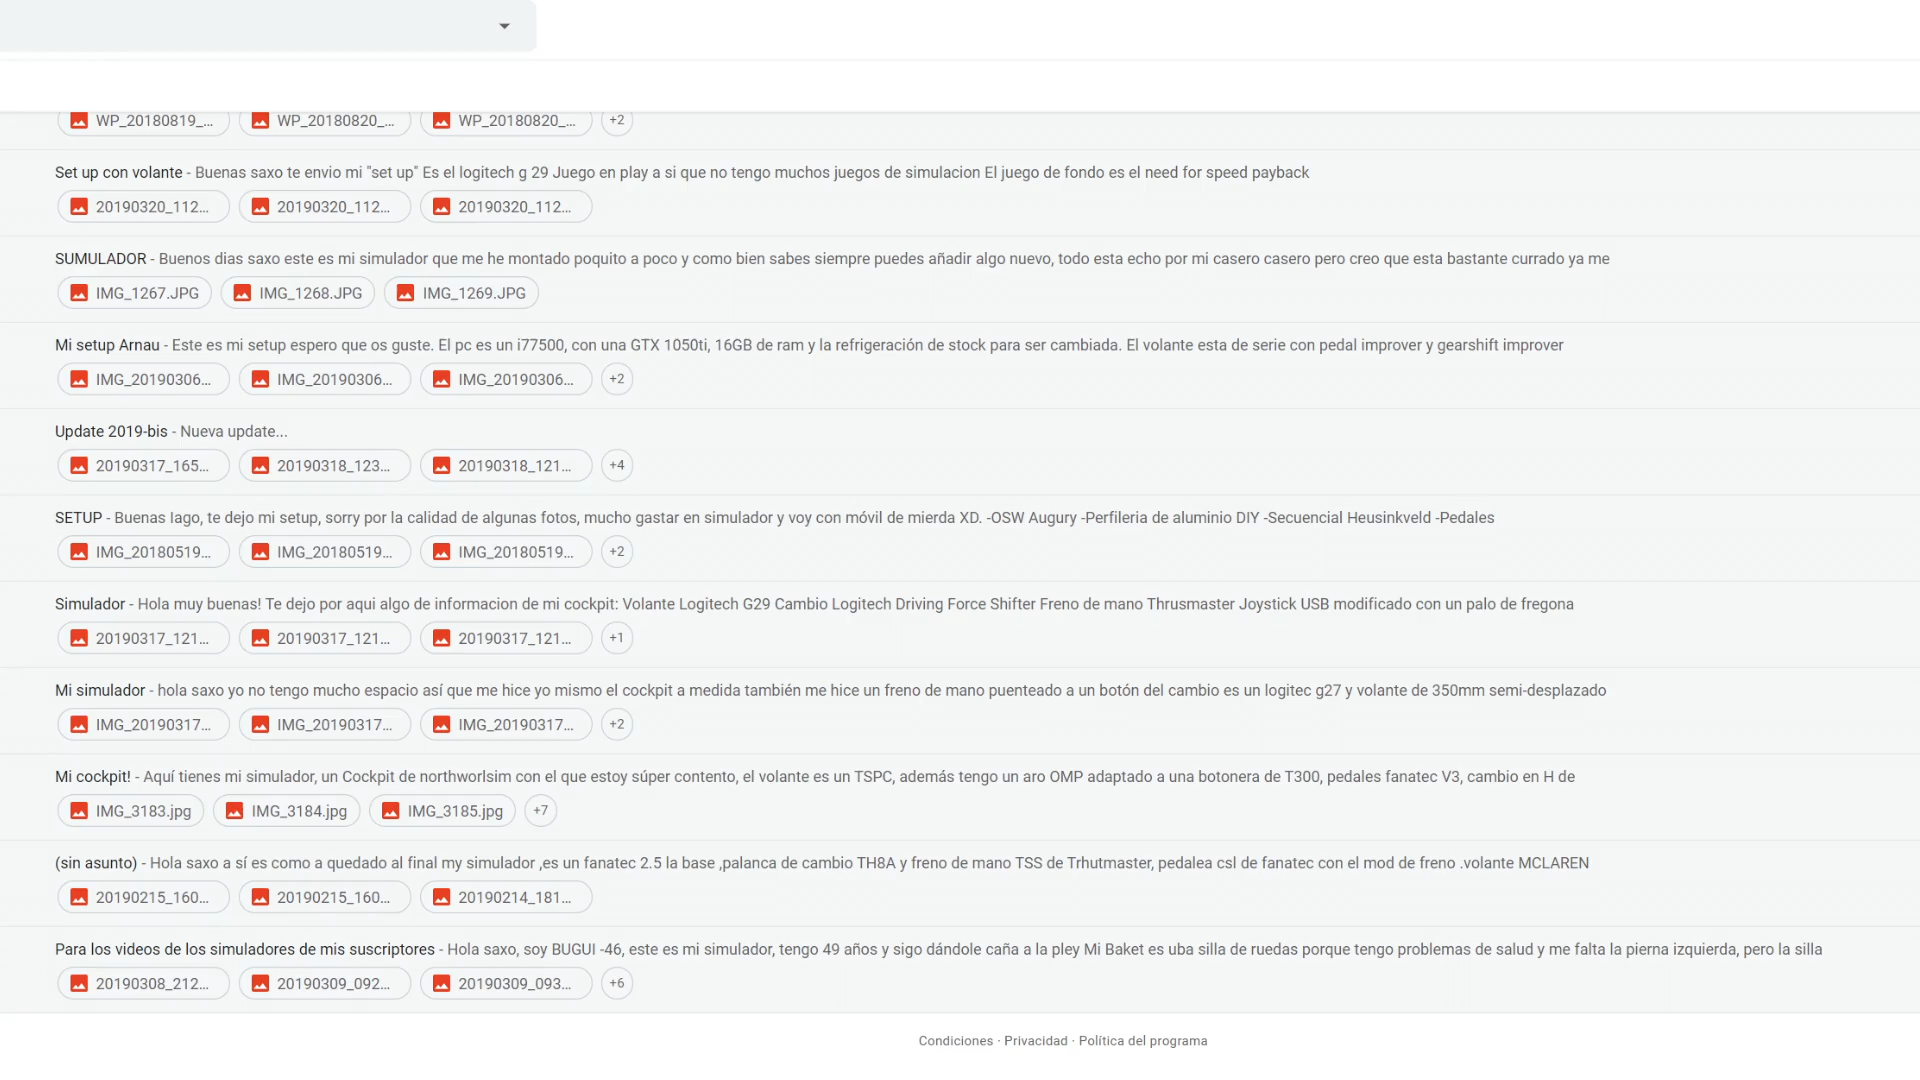 WP_20180819_... WP_20180820_... WP_20180820_... +2
Set up con volante - Buenas saxo te envio mi "set up" Es el logitech g 29 Juego en play a si que no tengo muchos juegos de simulacion El juego de fondo es el need for speed payback
20190320_112... 20190320_112... 20190320_112...
SUMULADOR - Buenos dias saxo este es mi simulador que me he montado poquito a poco y como bien sabes siempre puedes añadir algo nuevo, todo esta echo por mi casero casero pero creo que esta bastante currado ya me
IMG_1267.JPG IMG_1268.JPG IMG_1269.JPG
Mi setup Arnau - Este es mi setup espero que os guste. El pc es un i77500, con una GTX 1050ti, 16GB de ram y la refrigeración de stock para ser cambiada. El volante esta de serie con pedal improver y gearshift improver
IMG_20190306... IMG_20190306... IMG_20190306... +2
Update 2019-bis - Nueva update...
20190317_165... 20190318_123... 20190318_121... +4
SETUP - Buenas Iago, te dejo mi setup, sorry por la calidad de algunas fotos, mucho gastar en simulador y voy con móvil de mierda XD. -OSW Augury -Perfileria de aluminio DIY -Secuencial Heusinkveld -Pedales
IMG_20180519... IMG_20180519... IMG_20180519... +2
Simulador - Hola muy buenas! Te dejo por aqui algo de informacion de mi cockpit: Volante Logitech G29 Cambio Logitech Driving Force Shifter Freno de mano Thrusmaster Joystick USB modificado con un palo de fregona
20190317_121... 20190317_121... 20190317_121... +1
Mi simulador - hola saxo yo no tengo mucho espacio así que me hice yo mismo el cockpit a medida también me hice un freno de mano puenteado a un botón del cambio es un logitec g27 y volante de 350mm semi-desplazado
IMG_20190317... IMG_20190317... IMG_20190317... +2
Mi cockpit! - Aquí tienes mi simulador, un Cockpit de northworlsim con el que estoy súper contento, el volante es un TSPC, además tengo un aro OMP adaptado a una botonera de T300, pedales fanatec V3, cambio en H de
IMG_3183.jpg IMG_3184.jpg IMG_3185.jpg +7
(sin asunto) - Hola saxo a sí es como a quedado al final my simulador ,es un fanatec 2.5 la base ,palanca de cambio TH8A y freno de mano TSS de Trhutmaster, pedalea csl de fanatec con el mod de freno .volante MCLAREN
20190215_160... 20190215_160... 20190214_181...
Para los videos de los simuladores de mis suscriptores - Hola saxo, soy BUGUI -46, este es mi simulador, tengo 49 años y sigo dándole caña a la pley Mi Baket es uba silla de ruedas porque tengo problemas de salud y me falta la pierna izquierda, pero la silla
20190308_212... 20190309_092... 20190309_093... +6
Condiciones · Privacidad · Política del programa